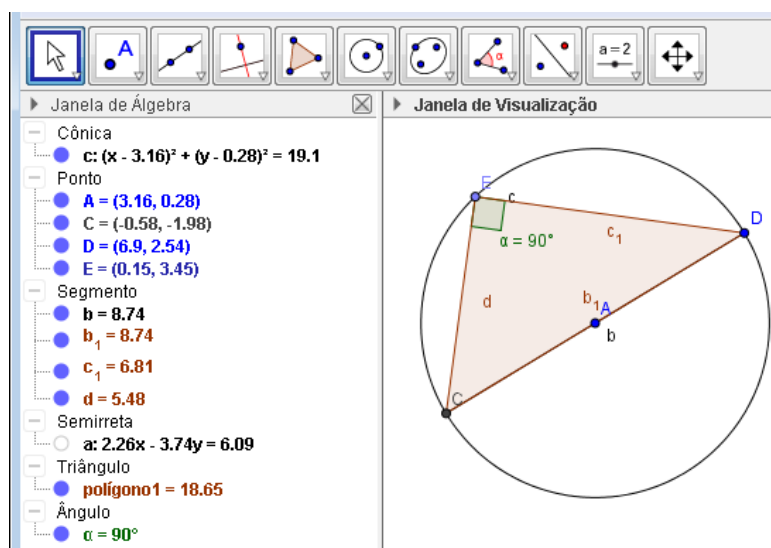 A
α
a=2
Janela de Álgebra
Cônica
c: (x - 3.16)² + (y - 0.28)² = 19.1
Ponto
A = (3.16, 0.28)
C = (-0.58, -1.98)
D = (6.9, 2.54)
E = (0.15, 3.45)
Segmento
b = 8.74
b₁ = 8.74
c₁ = 6.81
d = 5.48
Semirreta
a: 2.26x - 3.74y = 6.09
Triângulo
polígono1 = 18.65
Ângulo
α = 90°
Janela de Visualização
E
c
D
c₁
α = 90°
d
b₁
A
b
C